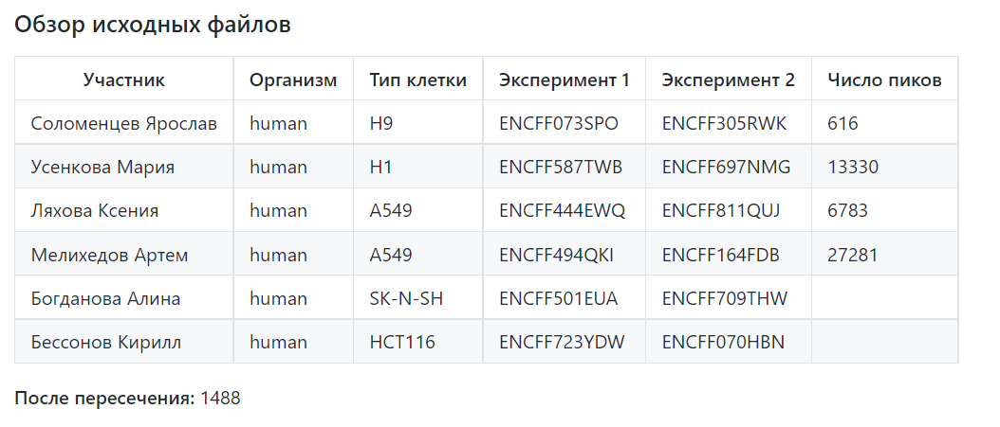 Обзор исходных файлов
Участник Организм Тип клетки Эксперимент 1 Эксперимент 2 Число пиков
Соломенцев Ярослав human H9 ENCFF073SPO ENCFF305RWK 616
Усенкова Мария human H1 ENCFF587TWB ENCFF697NMG 13330
Ляхова Ксения human A549 ENCFF444EWQ ENCFF811QUJ 6783
Мелихедов Артем human A549 ENCFF494QKI ENCFF164FDB 27281
Богданова Алина human SK-N-SH ENCFF501EUA ENCFF709THW
Бессонов Кирилл human HCT116 ENCFF723YDW ENCFF070HBN
После пересечения: 1488